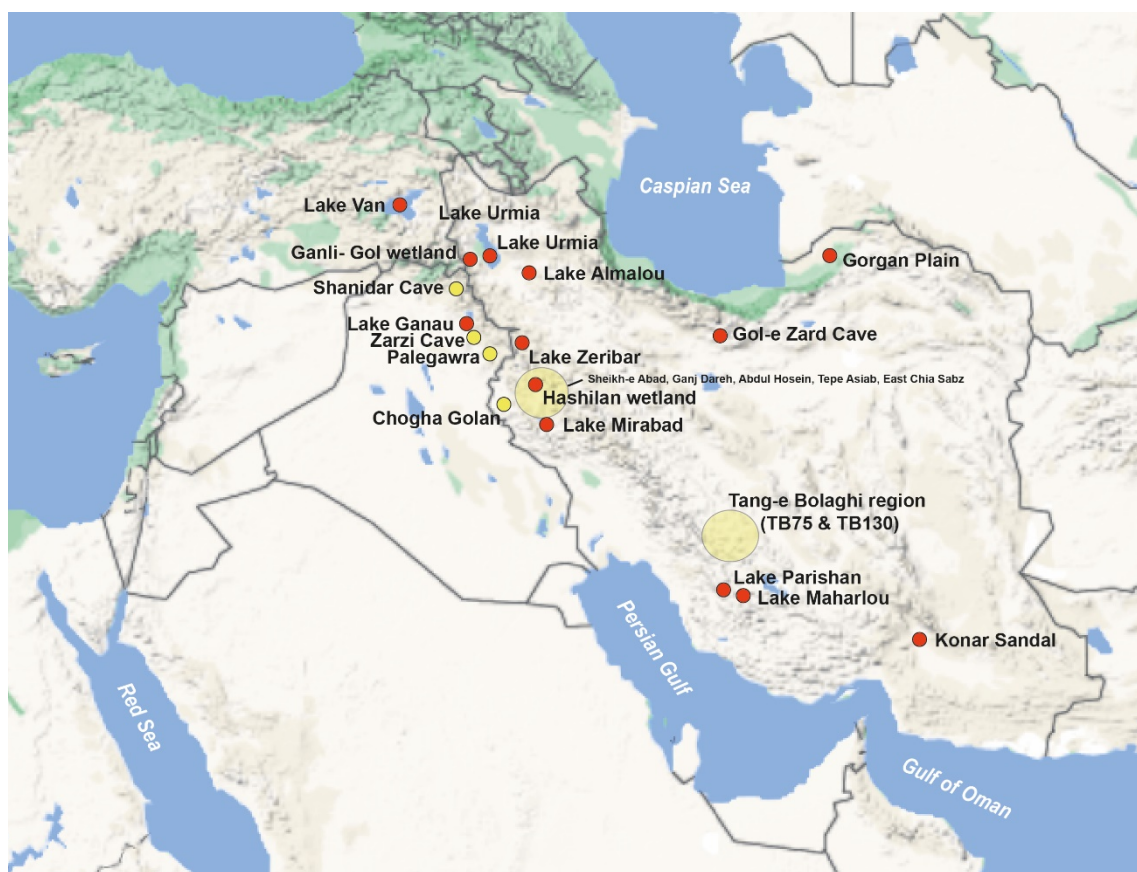 Caspian Sea
Lake Van
Lake Urmia
Ganli- Gol wetland
Lake Urmia
Gorgan Plain
Lake Almalou
Shanidar Cave
Lake Ganau
Zarzi Cave
Gol-e Zard Cave
Palegawra
Lake Zeribar
Sheikh-e Abad, Ganj Dareh, Abdul Hosein, Tepe Asiab, East Chia Sabz
Hashilan wetland
Chogha Golan
Lake Mirabad
Tang-e Bolaghi region
(TB75 & TB130)
Lake Parishan
Lake Maharlou
Persian Gulf
Konar Sandal
Red Sea
Gulf of Oman